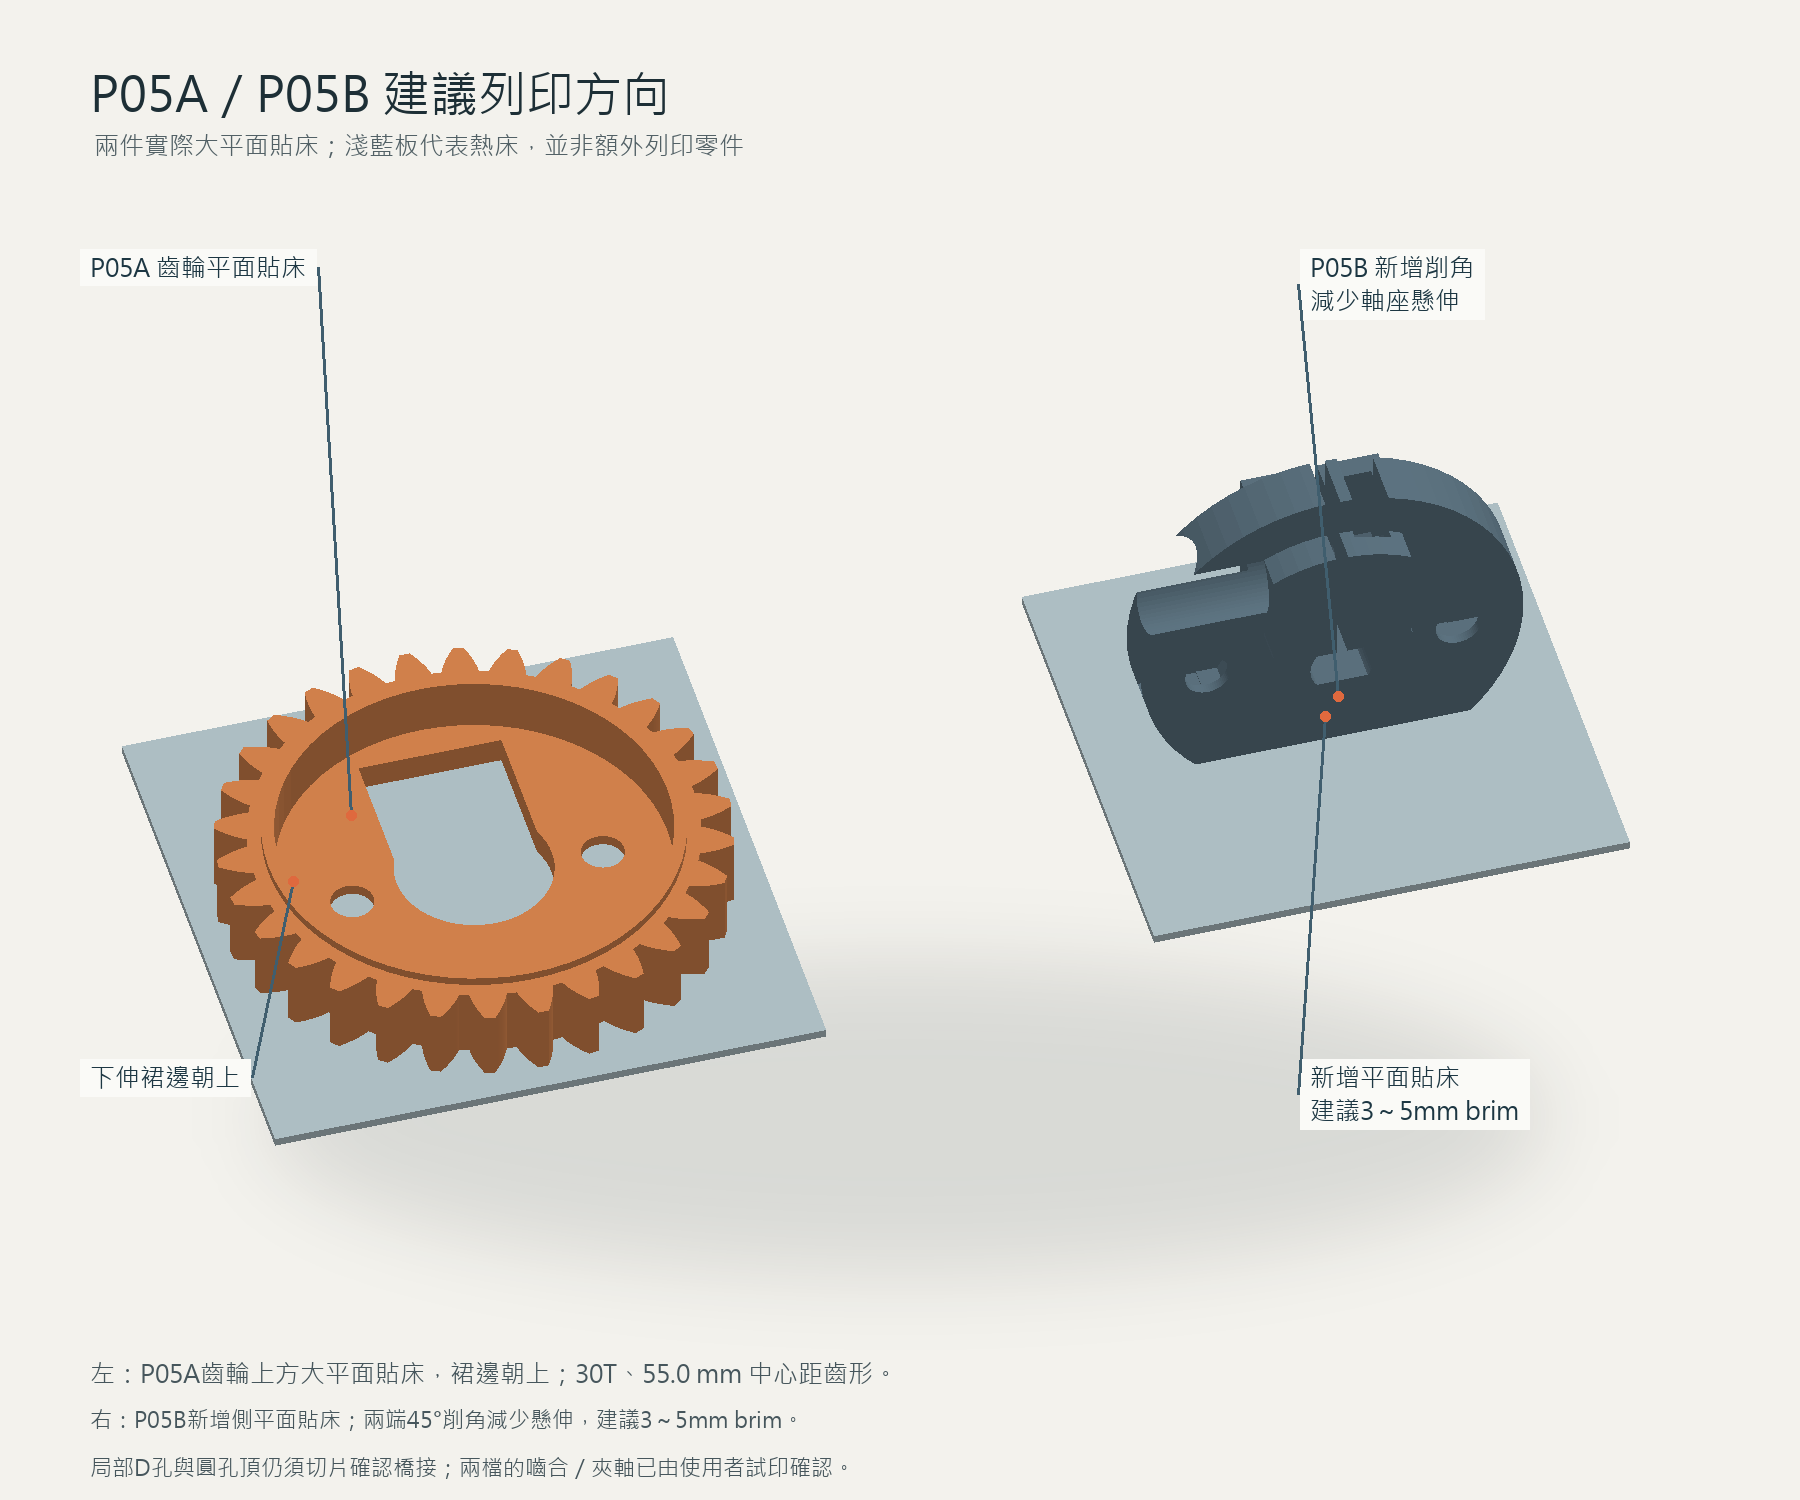 P05A / P05B 建議列印方向
兩件實際大平面貼床；淺藍板代表熱床，並非額外列印零件
P05A 齒輪平面貼床
P05B 新增削角
減少軸座懸伸
下伸裙邊朝上
新增平面貼床
建議3～5mm brim
左：P05A齒輪上方大平面貼床，裙邊朝上；30T、55.0 mm 中心距齒形。
右：P05B新增側平面貼床；兩端45°削角減少懸伸，建議3～5mm brim。
局部D孔與圓孔頂仍須切片確認橋接；兩檔的嚙合 / 夾軸已由使用者試印確認。